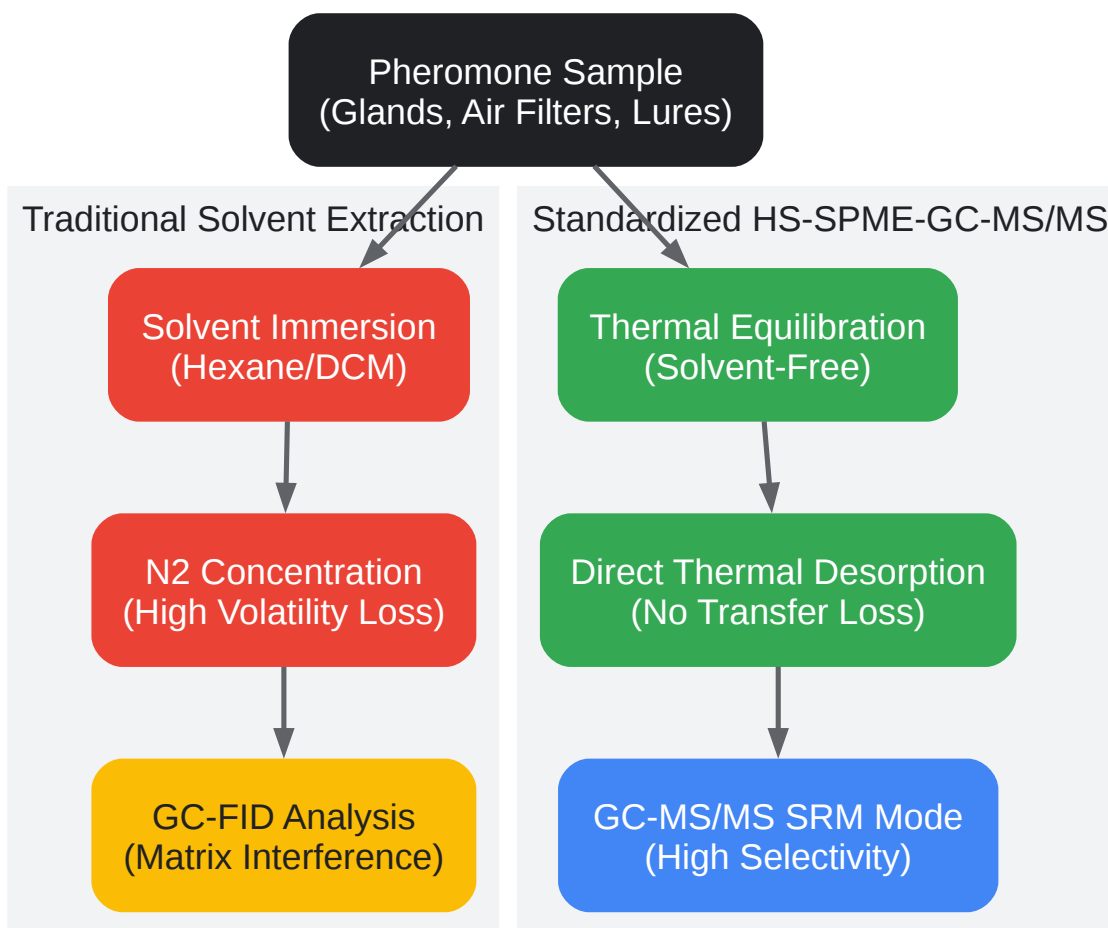 Pheromone Sample
(Glands, Air Filters, Lures)
Traditional Solvent Extraction
Solvent Immersion
(Hexane/DCM)
N2 Concentration
(High Volatility Loss)
GC-FID Analysis
(Matrix Interference)
Standardized HS-SPME-GC-MS/MS
Thermal Equilibration
(Solvent-Free)
Direct Thermal Desorption
(No Transfer Loss)
GC-MS/MS SRM Mode
(High Selectivity)